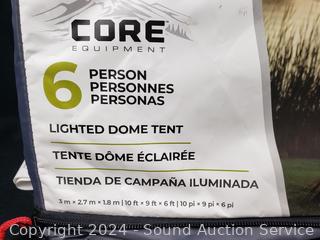 CORE
EQUIPMENT
6 PERSON
PERSONNES
PERSONAS
LIGHTED DOME TENT
TENTE DÔME ÉCLAIRÉE
TIENDA DE CAMPAÑA ILUMINADA
3 m × 2.7 m × 1.8 m | 10 ft × 9 ft × 6 ft | 10 pi × 9 pi × 6 pi
Copyright 2024 - Sound Auction Service